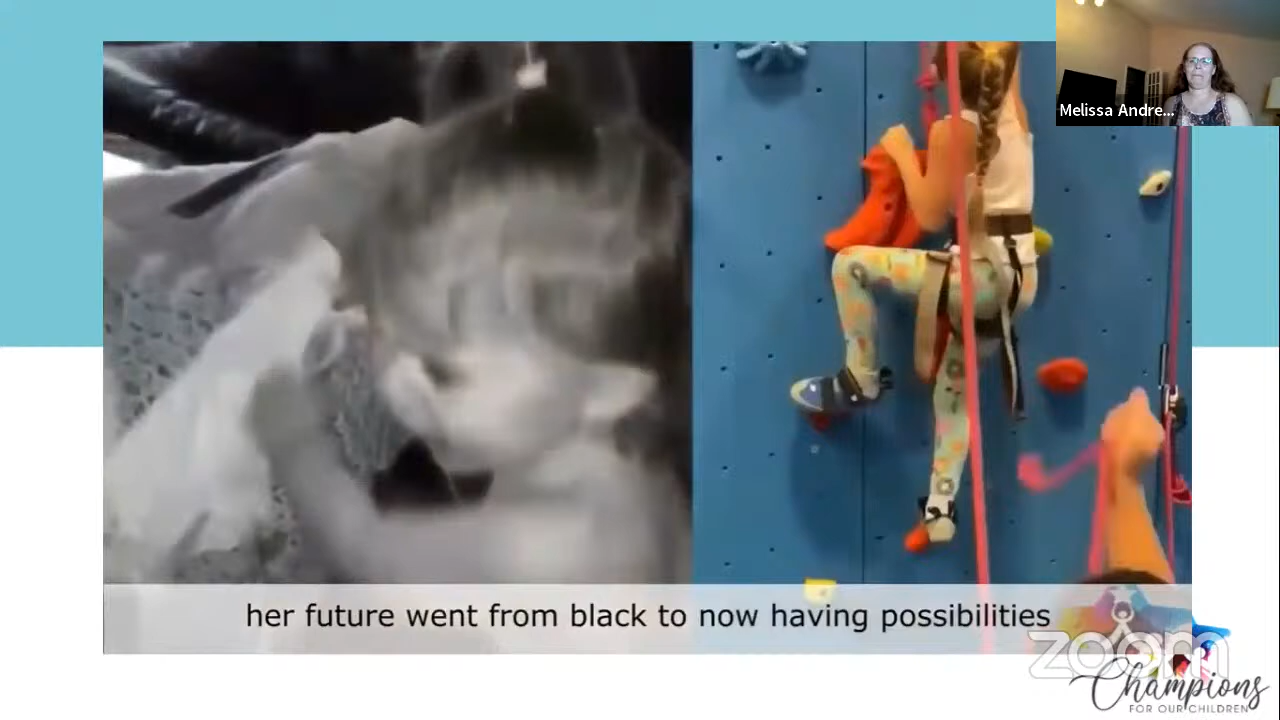 Melissa Andre...
her future went from black to now having possibilities
zoom
Champions
FOR OUR CHILDREN